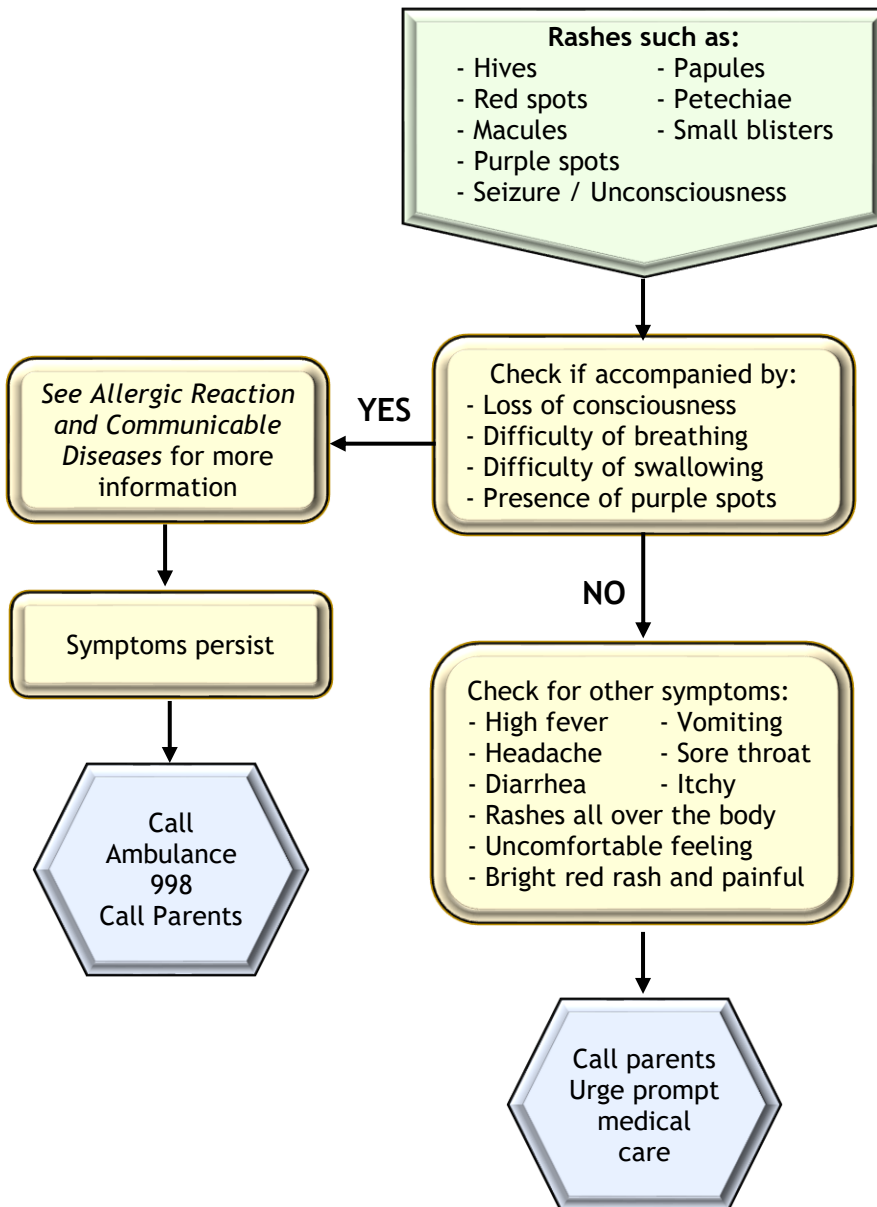 Rashes such as:
- Hives - Papules
- Red spots - Petechiae
- Macules - Small blisters
- Purple spots
- Seizure / Unconsciousness
Check if accompanied by:
- Loss of consciousness
- Difficulty of breathing
- Difficulty of swallowing
- Presence of purple spots
YES
See Allergic Reaction
and Communicable
Diseases for more
information
Symptoms persist
Call
Ambulance
998
Call Parents
NO
Check for other symptoms:
- High fever - Vomiting
- Headache - Sore throat
- Diarrhea - Itchy
- Rashes all over the body
- Uncomfortable feeling
- Bright red rash and painful
Call parents
Urge prompt
medical
care